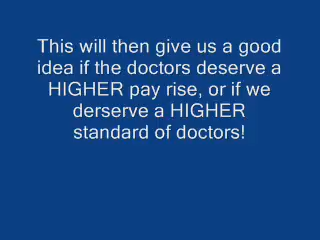 This will then give us a good
idea if the doctors deserve a
HIGHER pay rise, or if we
derserve a HIGHER
standard of doctors!